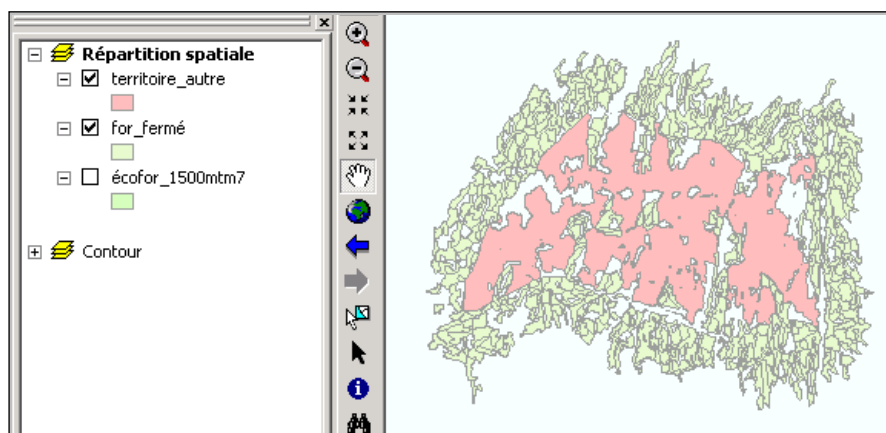 Répartition spatiale
territoire_autre
for_fermé
écofor_1500mtm7
Contour